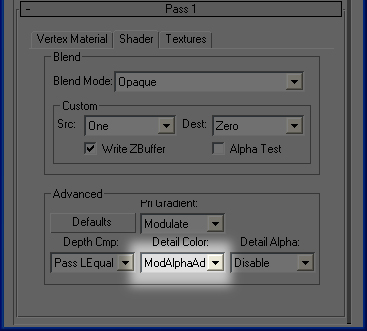 - Pass 1
Vertex Material Shader Textures
Blend
Blend Mode: Opaque
Custom
Src: One Dest: Zero
Write ZBuffer Alpha Test
Advanced
Pri Gradient:
Defaults Modulate
Depth Cmp: Detail Color: Detail Alpha:
Pass LEqual ModAlphaAd Disable